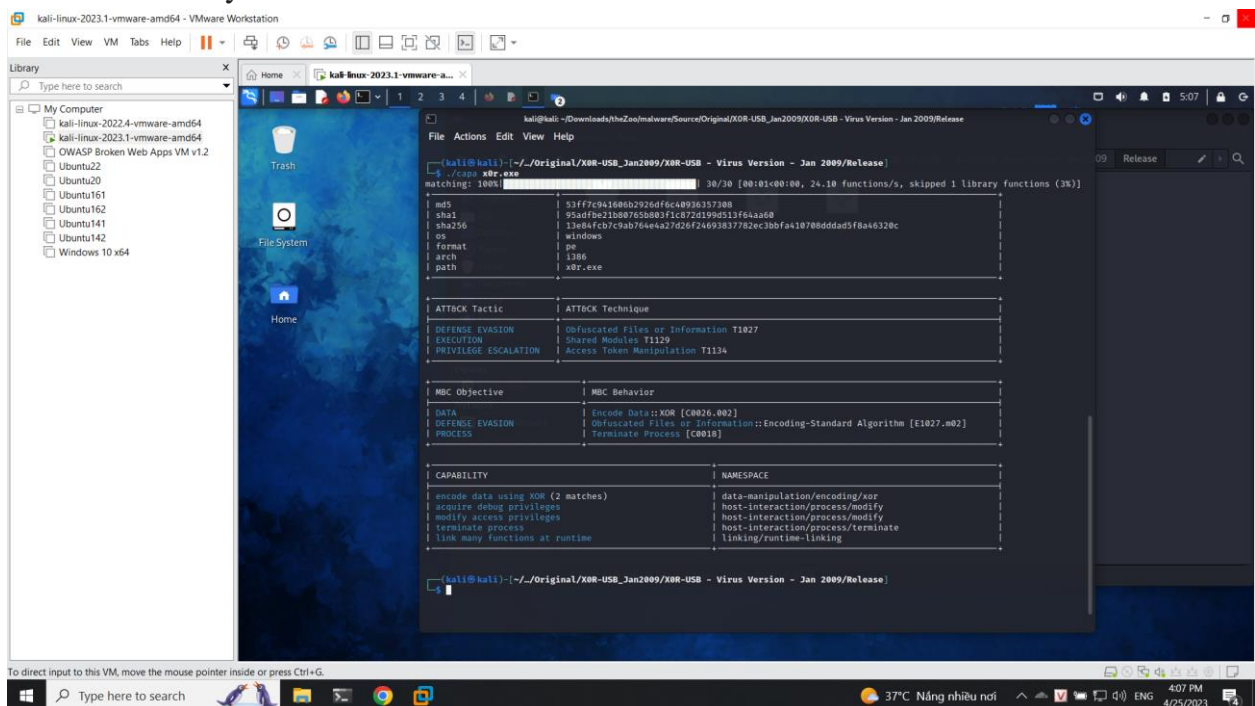 kali-linux-2023.1-vmware-amd64 - VMware Workstation
File Edit View VM Tabs Help
Library
Type here to search
My Computer
kali-linux-2022.4-vmware-amd64
kali-linux-2023.1-vmware-amd64
OWASP Broken Web Apps VM v1.2
Ubuntu22
Ubuntu20
Ubuntu161
Ubuntu162
Ubuntu141
Ubuntu142
Windows 10 x64
Home
kali-linux-2023.1-vmware-a...
1 2 3 4
5:07
Trash
File System
Home
09 Release
kali@kali: ~/Downloads/theZoo/malware/Source/Original/X0R-USB_Jan2009/X0R-USB - Virus Version - Jan 2009/Release
File Actions Edit View Help
(kali㉿kali)-[~/…/Original/X0R-USB_Jan2009/X0R-USB - Virus Version - Jan 2009/Release]
$ ./capa x0r.exe
matching: 100%| | 30/30 [00:01<00:00, 24.10 functions/s, skipped 1 library functions (3%)]
md5 | 53ff7c941606b2926df6c40936357308
sha1 | 95adfbe21b80765b803f1c872d199d513f64aa60
sha256 | 13e84fcb7c9ab764e4a27d26f24693837782ec3bbfa410708dddad5f8a46320c
os | windows
format | pe
arch | i386
path | x0r.exe
ATT&CK Tactic | ATT&CK Technique
DEFENSE EVASION | Obfuscated Files or Information T1027
EXECUTION | Shared Modules T1129
PRIVILEGE ESCALATION | Access Token Manipulation T1134
MBC Objective | MBC Behavior
DATA | Encode Data::XOR [C0026.002]
DEFENSE EVASION | Obfuscated Files or Information::Encoding-Standard Algorithm [E1027.m02]
PROCESS | Terminate Process [C0018]
CAPABILITY | NAMESPACE
encode data using XOR (2 matches) | data-manipulation/encoding/xor
acquire debug privileges | host-interaction/process/modify
modify access privileges | host-interaction/process/modify
terminate process | host-interaction/process/terminate
link many functions at runtime | linking/runtime-linking
(kali㉿kali)-[~/…/Original/X0R-USB_Jan2009/X0R-USB - Virus Version - Jan 2009/Release]
$
To direct input to this VM, move the mouse pointer inside or press Ctrl+G.
Type here to search
37°C Nắng nhiều nơi
ENG
4:07 PM
4/25/2023
4